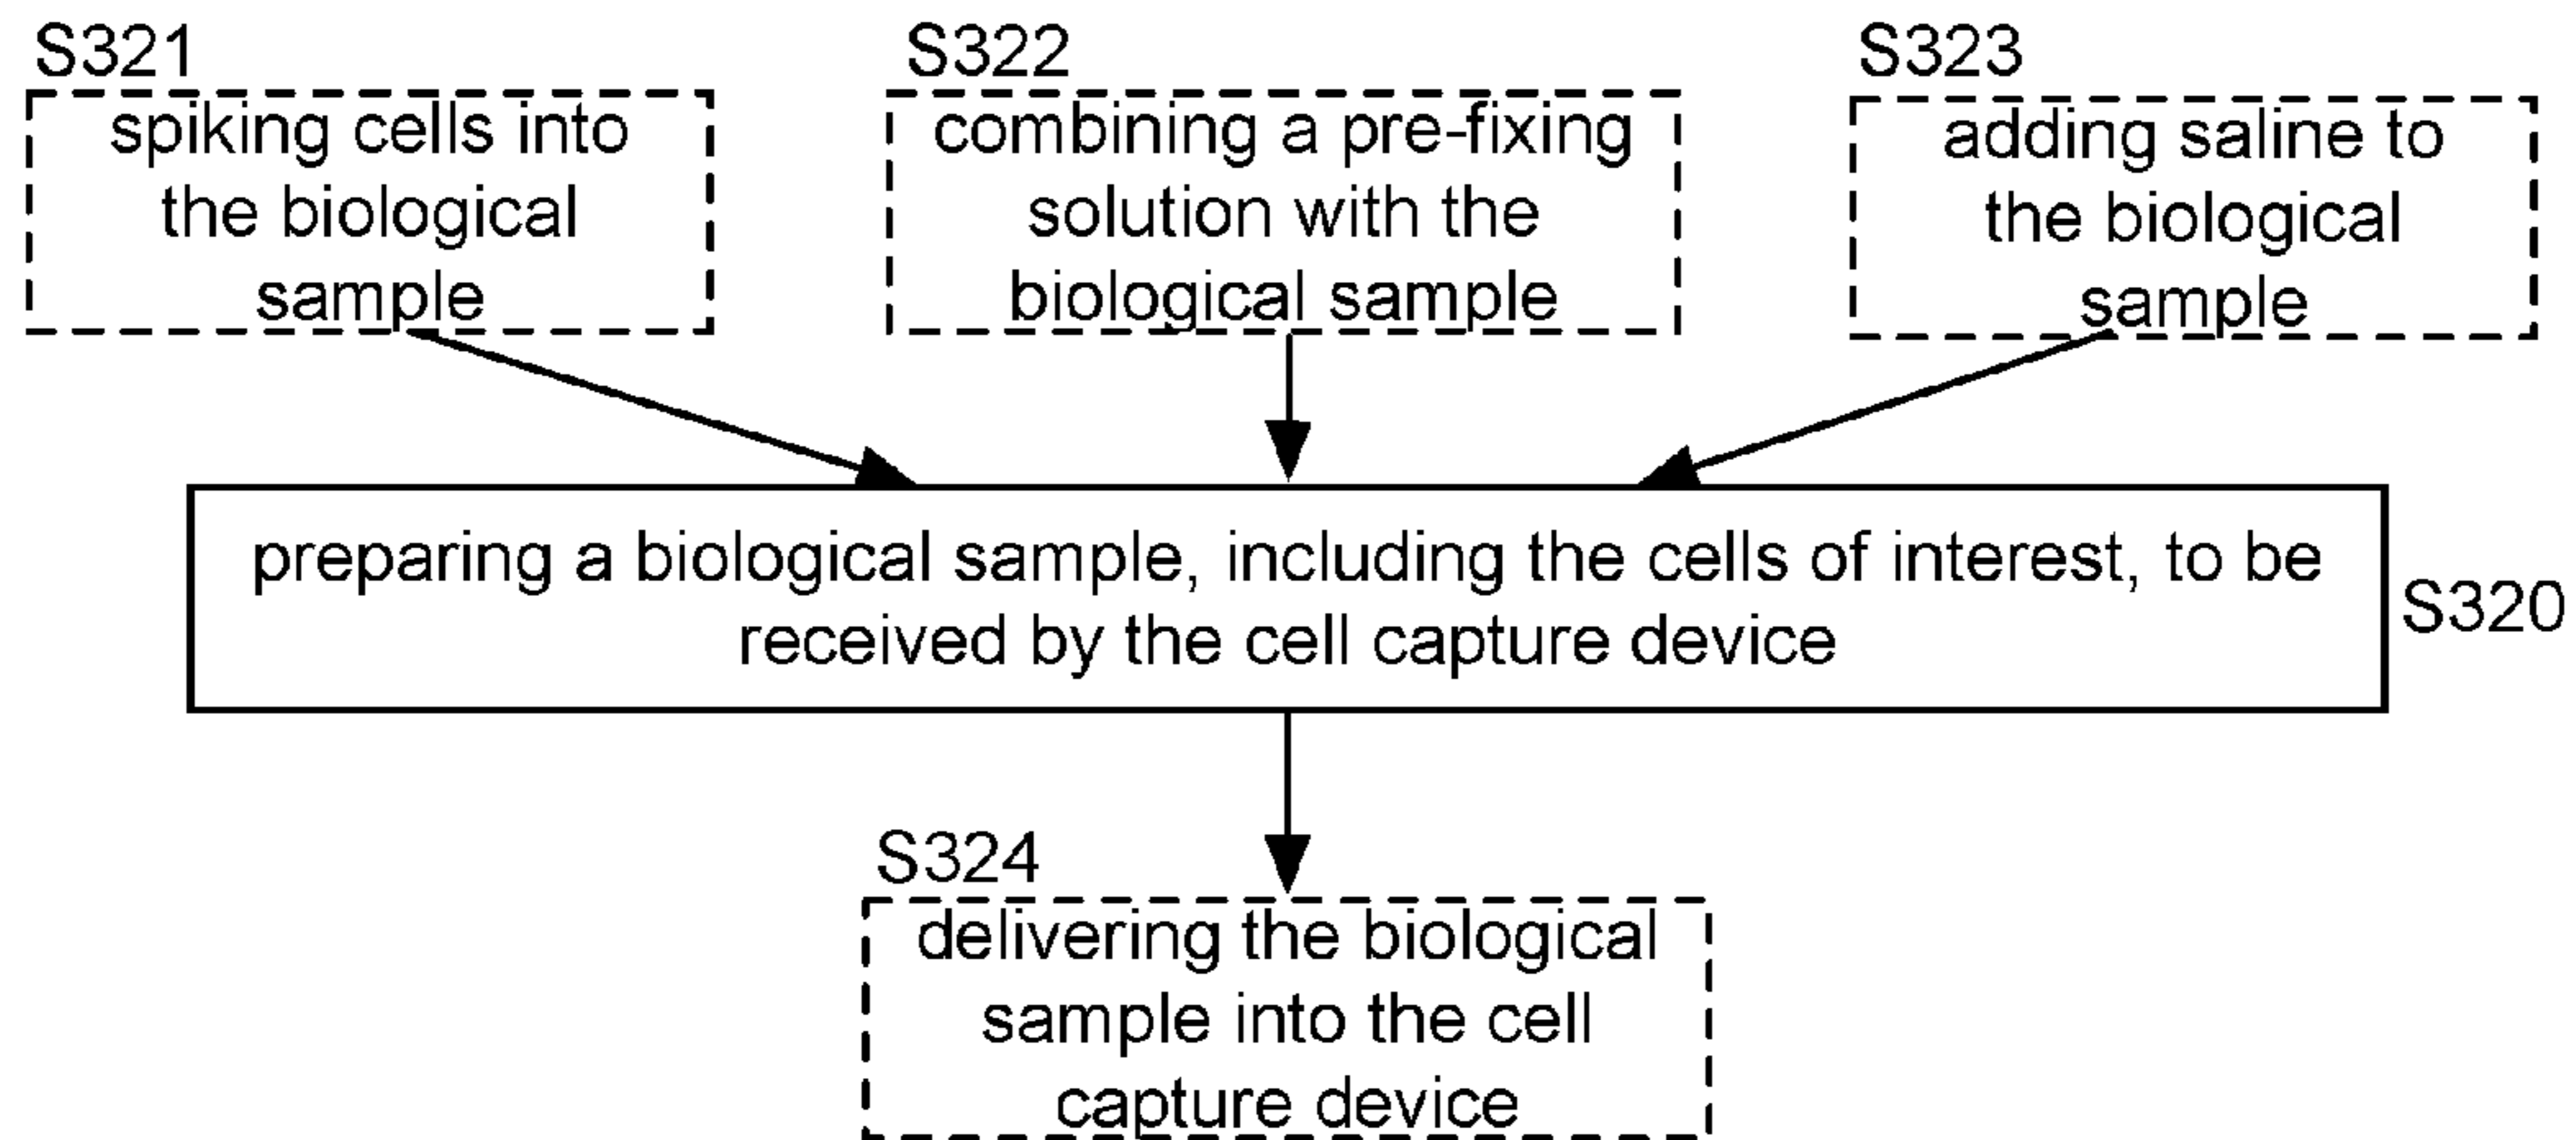 S321
spiking cells into
the biological
sample
S322
combining a pre-fixing
solution with the
biological sample
S323
adding saline to
the biological
sample
preparing a biological sample, including the cells of interest, to be
received by the cell capture device
S320
S324
delivering the biological
sample into the cell
capture device